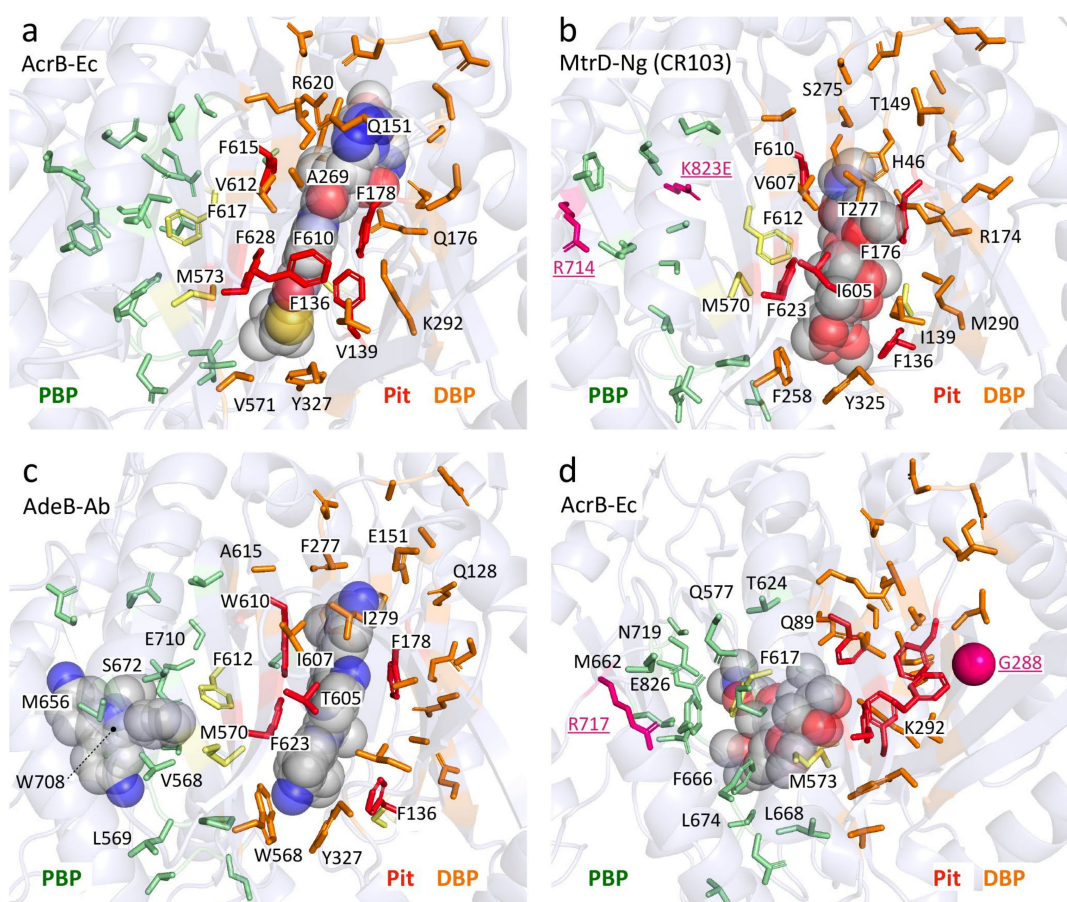 a
AcrB-Ec
R620
Q151
F615
A269
V612
F178
F617
F628
F610
Q176
M573
F136
K292
V139
PBP
V571
Y327
Pit
DBP
b
MtrD-Ng (CR103)
S275
T149
F610
K823E
H46
V607
T277
F612
R174
F176
R714
M570
I605
F623
M290
I139
F136
PBP
F258
Y325
Pit
DBP
c
AdeB-Ab
A615
F277
E151
Q128
W610
I279
E710
S672
F612
I607
F178
M656
T605
M570
F623
W708
V568
F136
L569
W568
Y327
PBP
Pit
DBP
d
AcrB-Ec
Q577
T624
Q89
N719
F617
M662
E826
G288
R717
K292
F666
M573
L674
L668
PBP
Pit
DBP